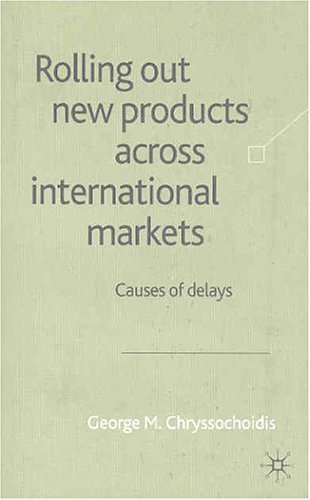 Rolling out
new products
across
international
markets
Causes of delays
George M. Chryssochoidis